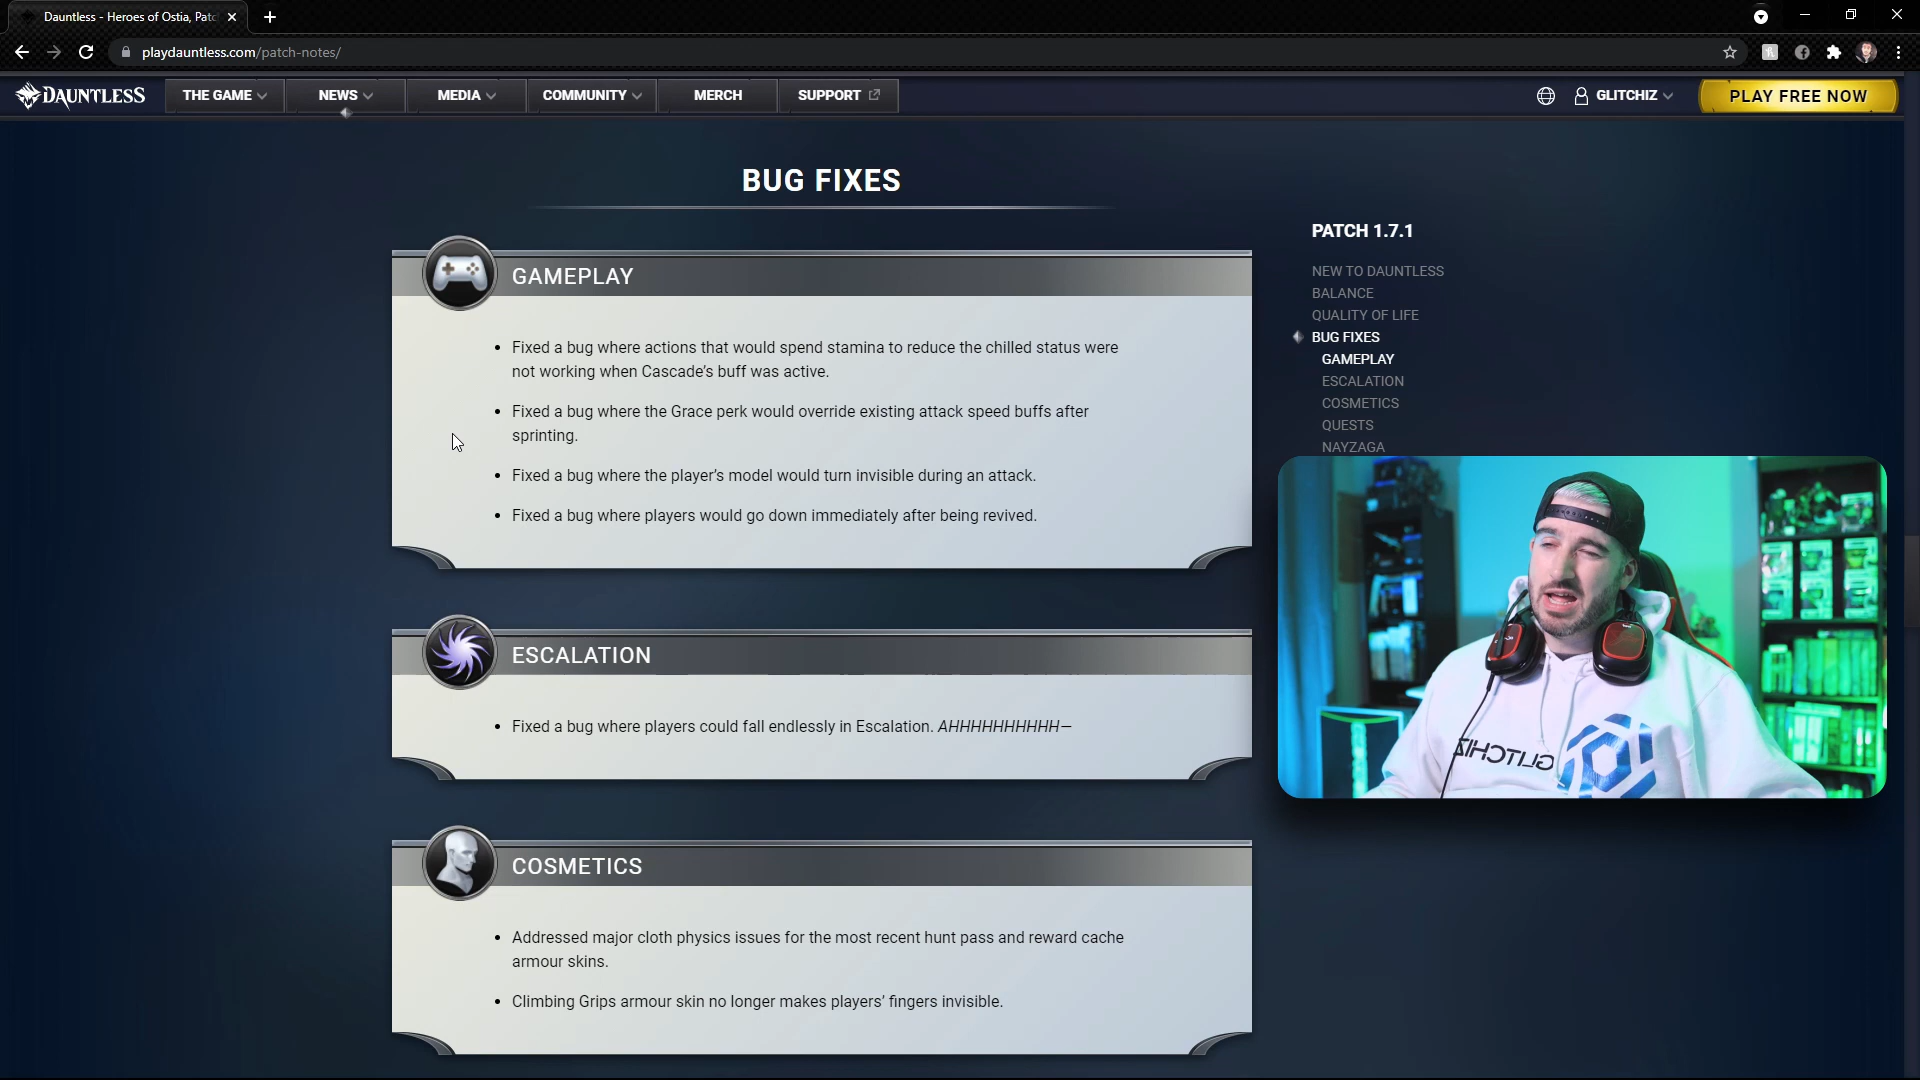 Dauntless - Heroes of Ostia, Patc
playdauntless.com/patch-notes/
DAUNTLESS
THE GAME
NEWS
MEDIA
COMMUNITY
MERCH
SUPPORT
GLITCHIZ
PLAY FREE NOW
BUG FIXES
GAMEPLAY
• Fixed a bug where actions that would spend stamina to reduce the chilled status were
not working when Cascade’s buff was active.
• Fixed a bug where the Grace perk would override existing attack speed buffs after
sprinting.
• Fixed a bug where the player’s model would turn invisible during an attack.
• Fixed a bug where players would go down immediately after being revived.
ESCALATION
• Fixed a bug where players could fall endlessly in Escalation. AHHHHHHHHHH—
COSMETICS
• Addressed major cloth physics issues for the most recent hunt pass and reward cache
armour skins.
• Climbing Grips armour skin no longer makes players’ fingers invisible.
PATCH 1.7.1
NEW TO DAUNTLESS
BALANCE
QUALITY OF LIFE
BUG FIXES
GAMEPLAY
ESCALATION
COSMETICS
QUESTS
NAYZAGA
GLITCHIZ